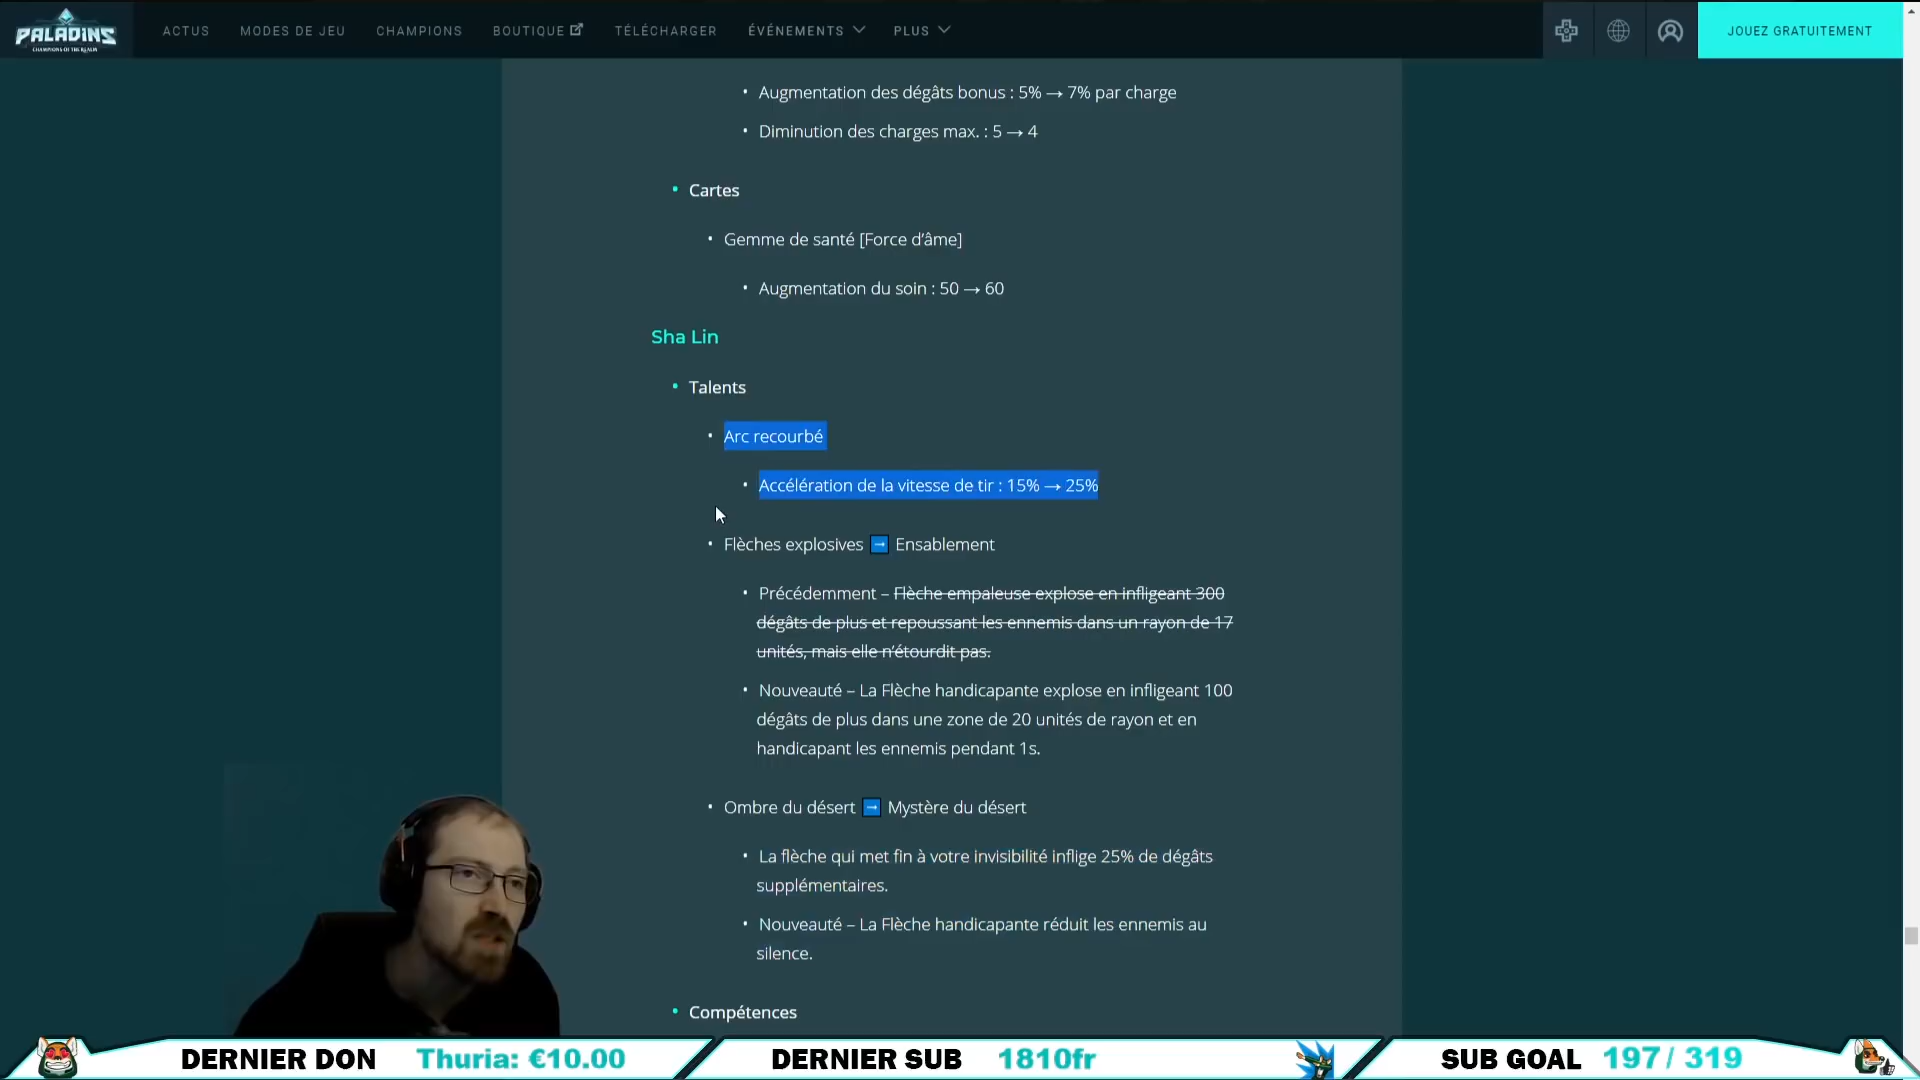 PALADINS
CHAMPIONS OF THE REALM
ACTUS
MODES DE JEU
CHAMPIONS
BOUTIQUE
TÉLÉCHARGER
ÉVÉNEMENTS
PLUS
JOUEZ GRATUITEMENT
• Augmentation des dégâts bonus : 5% → 7% par charge
• Diminution des charges max. : 5 → 4
• Cartes
• Gemme de santé [Force d’âme]
• Augmentation du soin : 50 → 60
Sha Lin
• Talents
• Arc recourbé
• Accélération de la vitesse de tir : 15% → 25%
• Flèches explosives ➡ Ensablement
• Précédemment – Flèche empaleuse explose en infligeant 300
dégâts de plus et repoussant les ennemis dans un rayon de 17
unités, mais elle n’étourdit pas.
• Nouveauté – La Flèche handicapante explose en infligeant 100
dégâts de plus dans une zone de 20 unités de rayon et en
handicapant les ennemis pendant 1s.
• Ombre du désert ➡ Mystère du désert
• La flèche qui met fin à votre invisibilité inflige 25% de dégâts
supplémentaires.
• Nouveauté – La Flèche handicapante réduit les ennemis au
silence.
• Compétences
DERNIER DON Thuria: €10.00
DERNIER SUB 1810fr
SUB GOAL 197 / 319